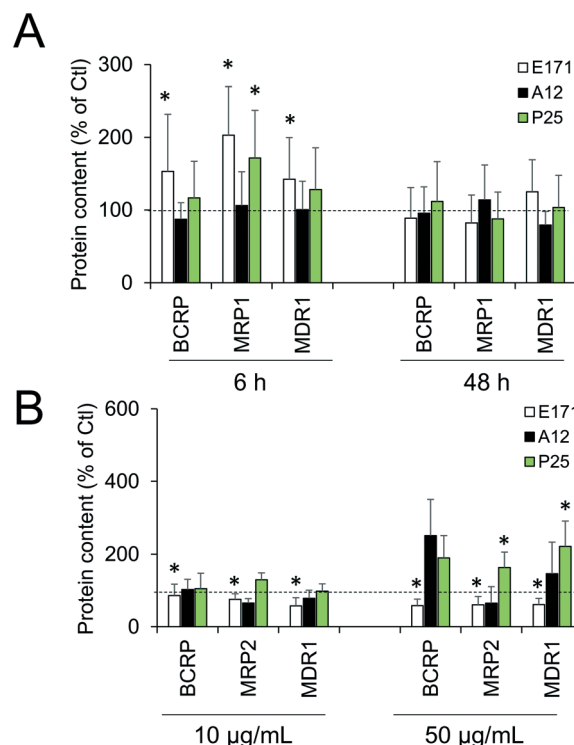 A
Protein content (% of Ctl)
300
200
100
0
* * * *
E171
A12
P25
BCRP MRP1 MDR1 BCRP MRP1 MDR1
6 h 48 h
B
Protein content (% of Ctl)
600
400
200
0
E171
A12
P25
* * * * * * * *
BCRP MRP2 MDR1 BCRP MRP2 MDR1
10 µg/mL 50 µg/mL